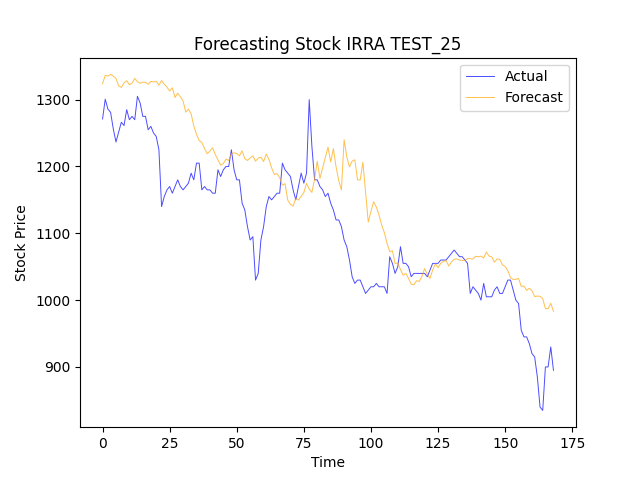 Forecasting Stock IRRA TEST_25
Actual
Forecast
Stock Price
1300
1200
1100
1000
900
0 25 50 75 100 125 150 175
Time